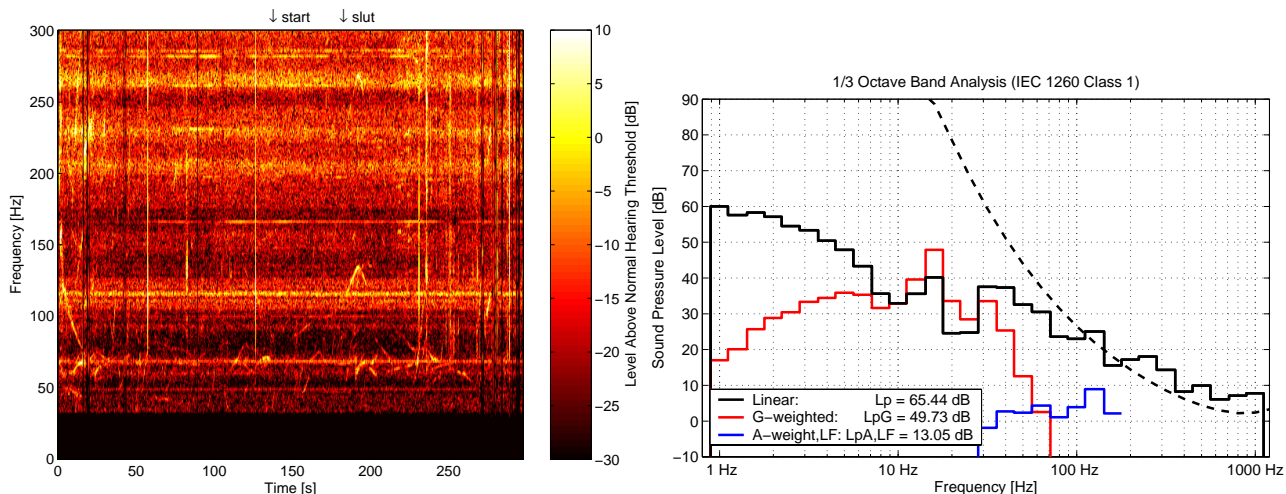 ↓ start ↓ slut
300
250
200
150
100
50
0
Frequency [Hz]
0 50 100 150 200 250
Time [s]
10
5
0
−5
−10
−15
−20
−25
−30
Level Above Normal Hearing Threshold [dB]
1/3 Octave Band Analysis (IEC 1260 Class 1)
90
80
70
60
50
40
30
20
10
0
−10
Sound Pressure Level [dB]
Linear: Lp = 65.44 dB
G−weighted: LpG = 49.73 dB
A−weight,LF: LpA,LF = 13.05 dB
1 Hz 10 Hz 100 Hz 1000 Hz
Frequency [Hz]